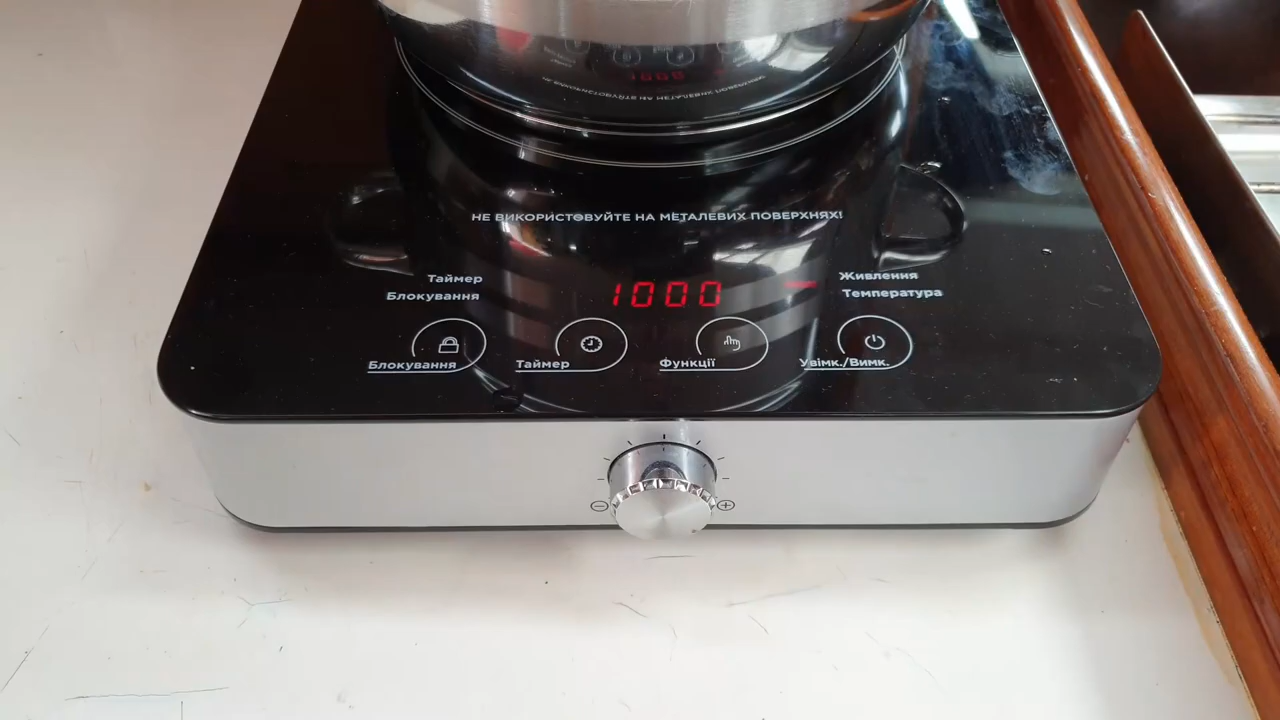 НЕ ВИКОРИСТОВУЙТЕ НА МЕТАЛЕВИХ ПОВЕРХНЯХ!
Таймер
Блокування
1000
Живлення
Температура
Блокування
Таймер
Функції
Увімк./Вимк.